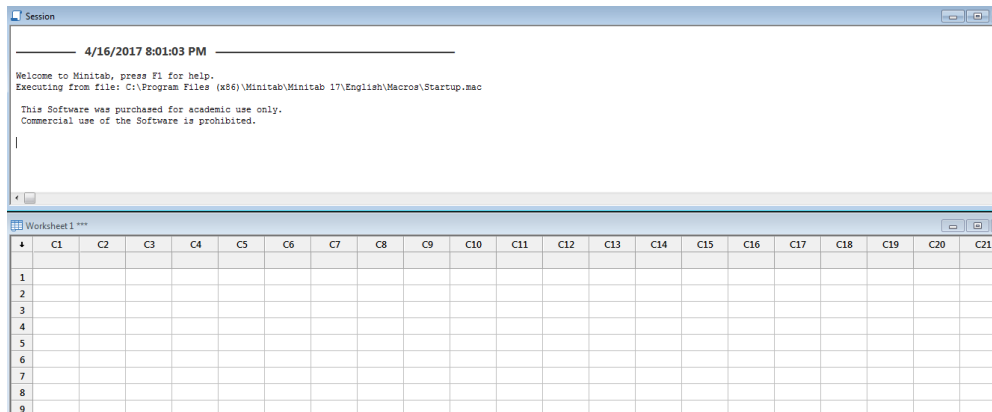 Session
4/16/2017 8:01:03 PM
Welcome to Minitab, press F1 for help.
Executing from file: C:\Program Files (x86)\Minitab\Minitab 17\English\Macros\Startup.mac
This Software was purchased for academic use only.
Commercial use of the Software is prohibited.
Worksheet 1 ***
C1 C2 C3 C4 C5 C6 C7 C8 C9 C10 C11 C12 C13 C14 C15 C16 C17 C18 C19 C20 C21
1
2
3
4
5
6
7
8
9